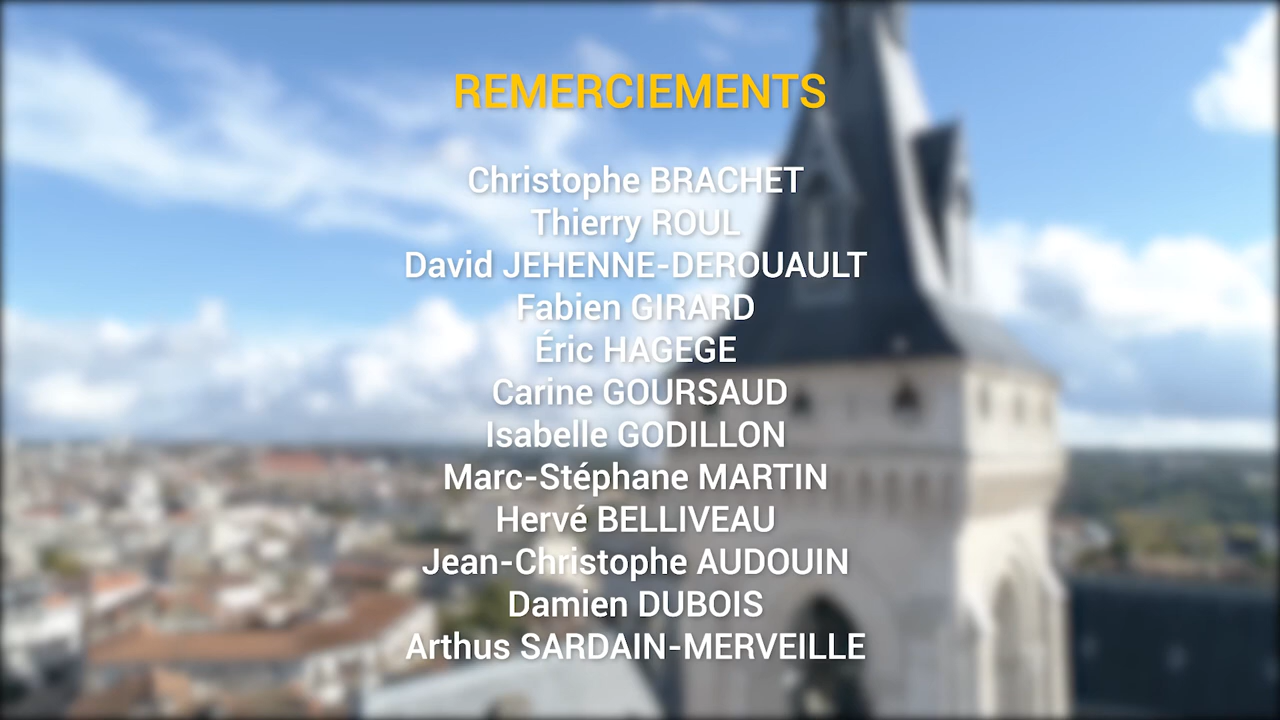 REMERCIEMENTS
Christophe BRACHET
Thierry ROUL
David JEHENNE-DEROUAULT
Fabien GIRARD
Éric HAGEGE
Carine GOURSAUD
Isabelle GODILLON
Marc-Stéphane MARTIN
Hervé BELLIVEAU
Jean-Christophe AUDOUIN
Damien DUBOIS
Arthus SARDAIN-MERVEILLE